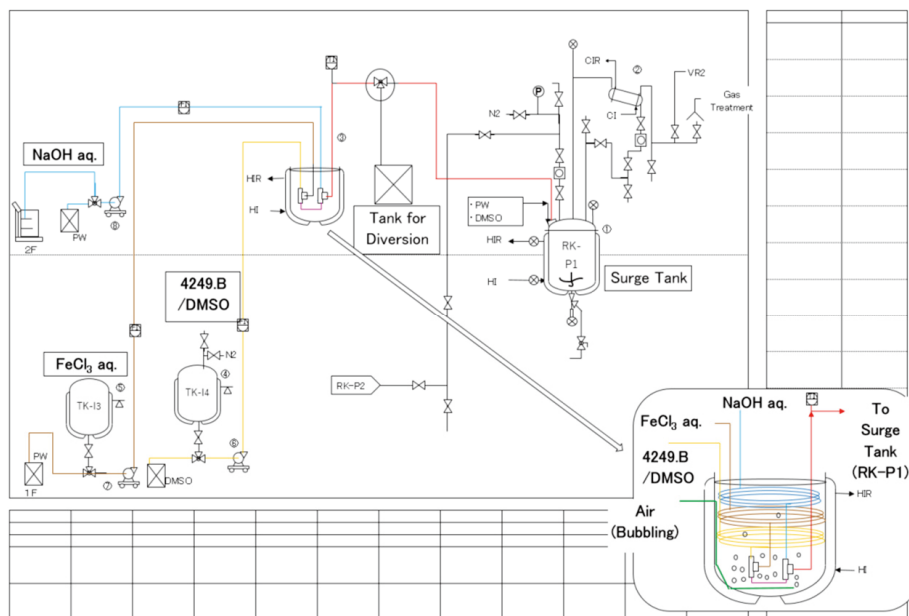 CIR
②
VR2
Gas
Treatment
P
CI
N2
NaOH aq.
③
HIR
HI
PW
⑧
2F
Tank for
Diversion
・PW
・DMSO
HIR
RK-
P1
①
HI
Surge Tank
4249.B
/DMSO
N2
FeCl₃ aq.
⑤
④
TK-13
TK-14
RK-P2
PW
⑥
DMSO
1F
⑦
NaOH aq.
FeCl₃ aq.
4249.B
/DMSO
To
Surge
Tank
(RK-P1)
Air
(Bubbling)
HIR
HI